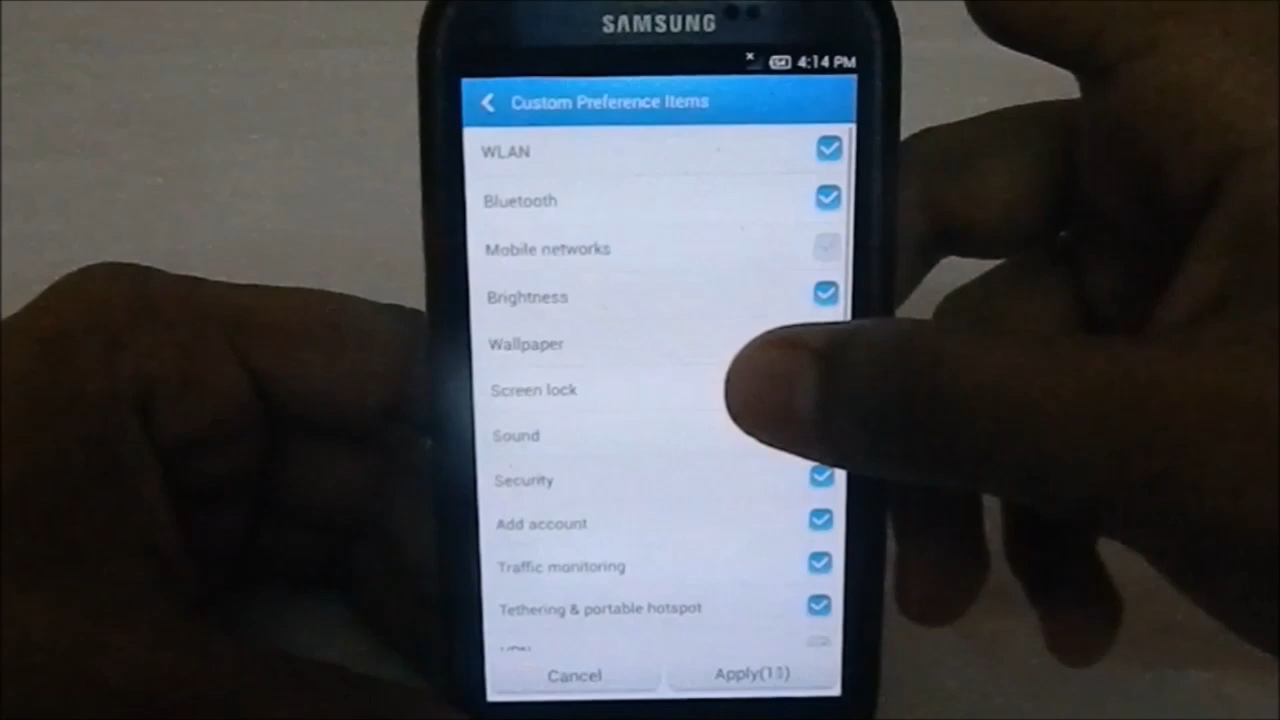 SAMSUNG
4:14 PM
Custom Preference Items
WLAN
Bluetooth
Mobile networks
Brightness
Wallpaper
Screen lock
Sound
Security
Add account
Traffic monitoring
Tethering & portable hotspot
VPN
Cancel
Apply(11)